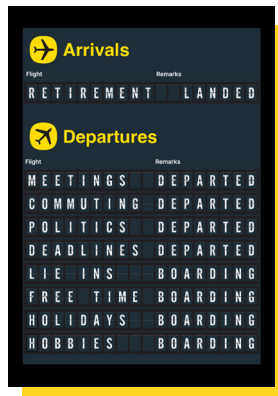 Arrivals
Flight Remarks
RETIREMENT LANDED
Departures
Flight Remarks
MEETINGS DEPARTED
COMMUTING DEPARTED
POLITICS DEPARTED
DEADLINES DEPARTED
LIE INS BOARDING
FREE TIME BOARDING
HOLIDAYS BOARDING
HOBBIES BOARDING